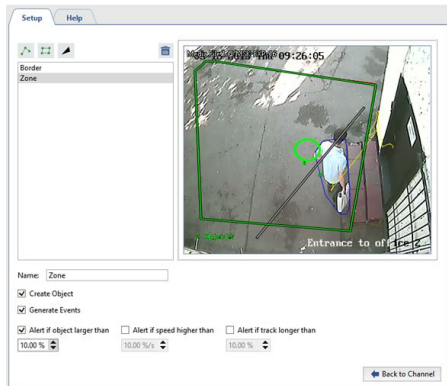 Setup Help
Border
Zone
09:26:05
Entrance to office 2
Name: Zone
Create Object
Generate Events
Alert if object larger than Alert if speed higher than Alert if track longer than
10.00 % 10.00 %/s 10.00 %
Back to Channel